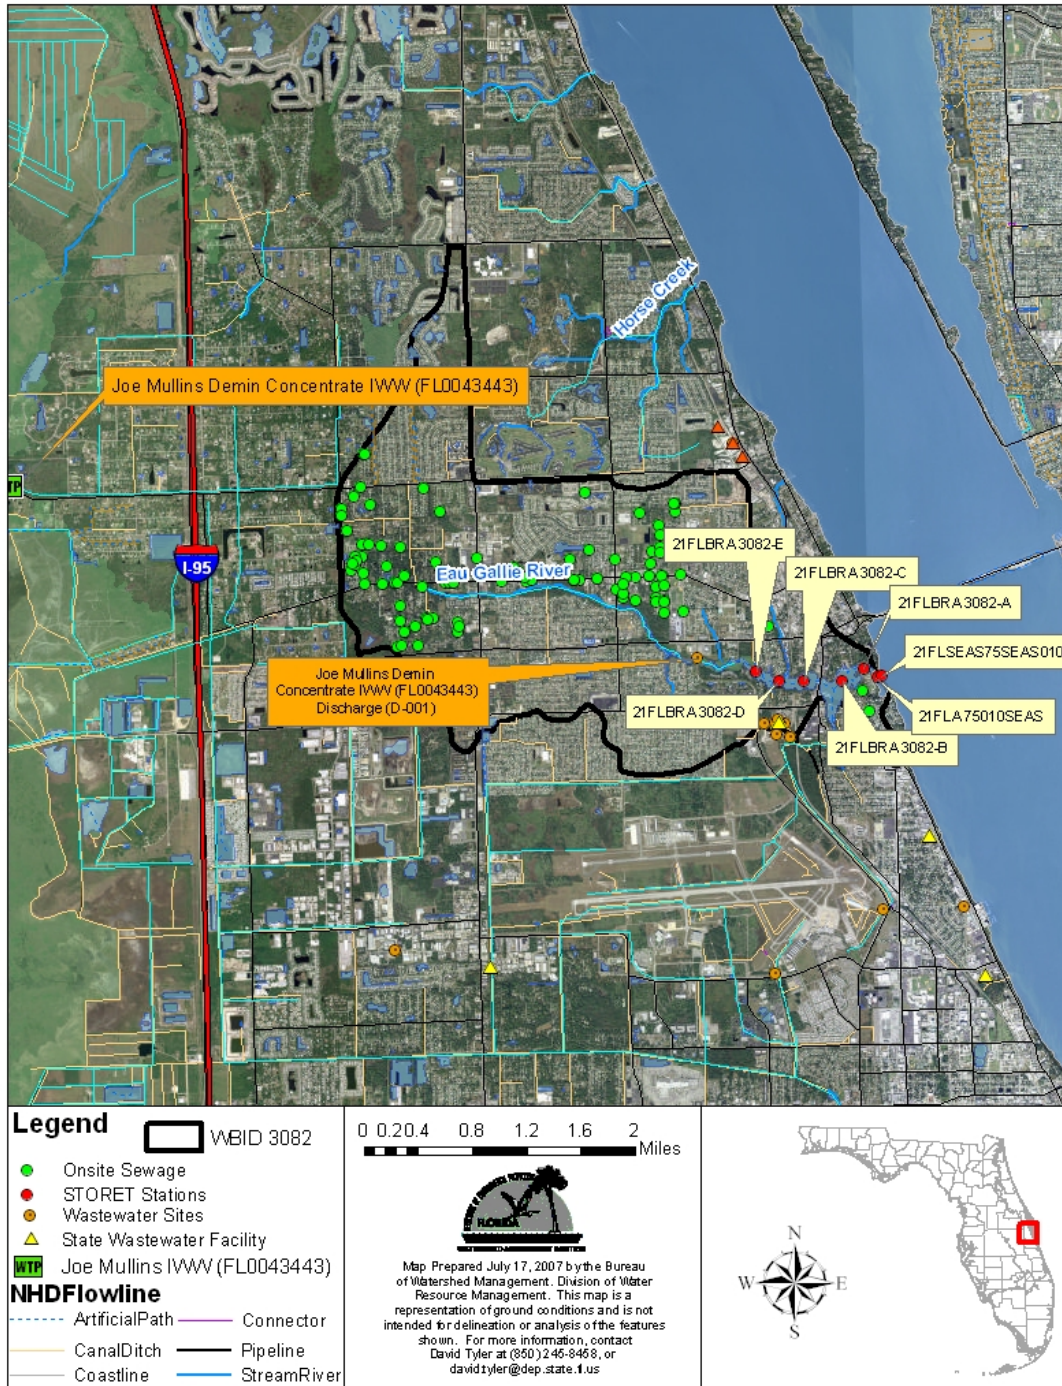 Horse Creek
Joe Mullins Demin Concentrate IWW (FL0043443)
TP
I-95
21FLBRA3082-E
Eau Gallie River
21FLBRA3082-C
21FLBRA3082-A
21FLSEAS75SEAS010
Joe Mullins Demin
Concentrate IWW (FL0043443)
Discharge (D-001)
21FLBRA3082-D
21FLA75010SEAS
21FLBRA3082-B
Legend
WBID 3082
Onsite Sewage
STORET Stations
Wastewater Sites
State Wastewater Facility
WTP Joe Mullins IWW (FL0043443)
NHDFlowline
ArtificialPath
Connector
CanalDitch
Pipeline
Coastline
StreamRiver
0 0.2 0.4 0.8 1.2 1.6 2
Miles
FLORIDA
Map Prepared July 17, 2007 by the Bureau
of Watershed Management. Division of Water
Resource Management. This map is a
representation of ground conditions and is not
intended for delineation or analysis of the features
shown. For more information, contact
David Tyler at (850) 245-8458, or
david.tyler@dep.state.fl.us
N
W E
S